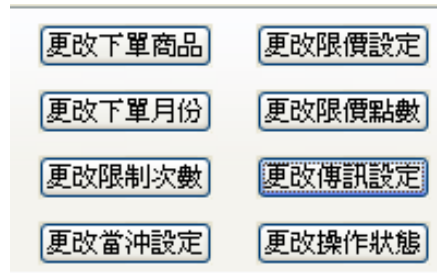 更改下單商品 更改限價設定
更改下單月份 更改限價點數
更改限制次數 更改傳訊設定
更改當沖設定 更改操作狀態